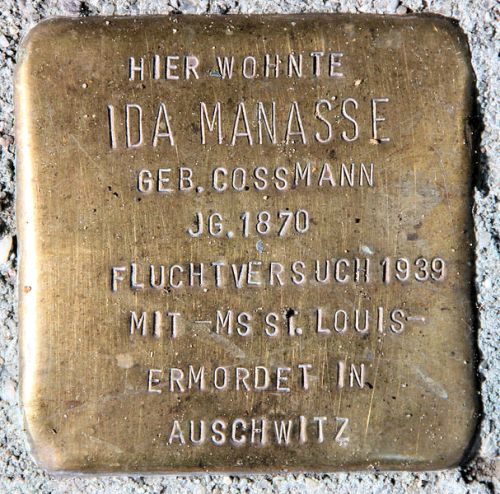 HIER WOHNTE
IDA MANASSE
GEB. COSSMANN
JG. 1870
FLUCHTVERSUCH 1939
MIT -MS ST. LOUIS-
ERMORDET IN
AUSCHWITZ